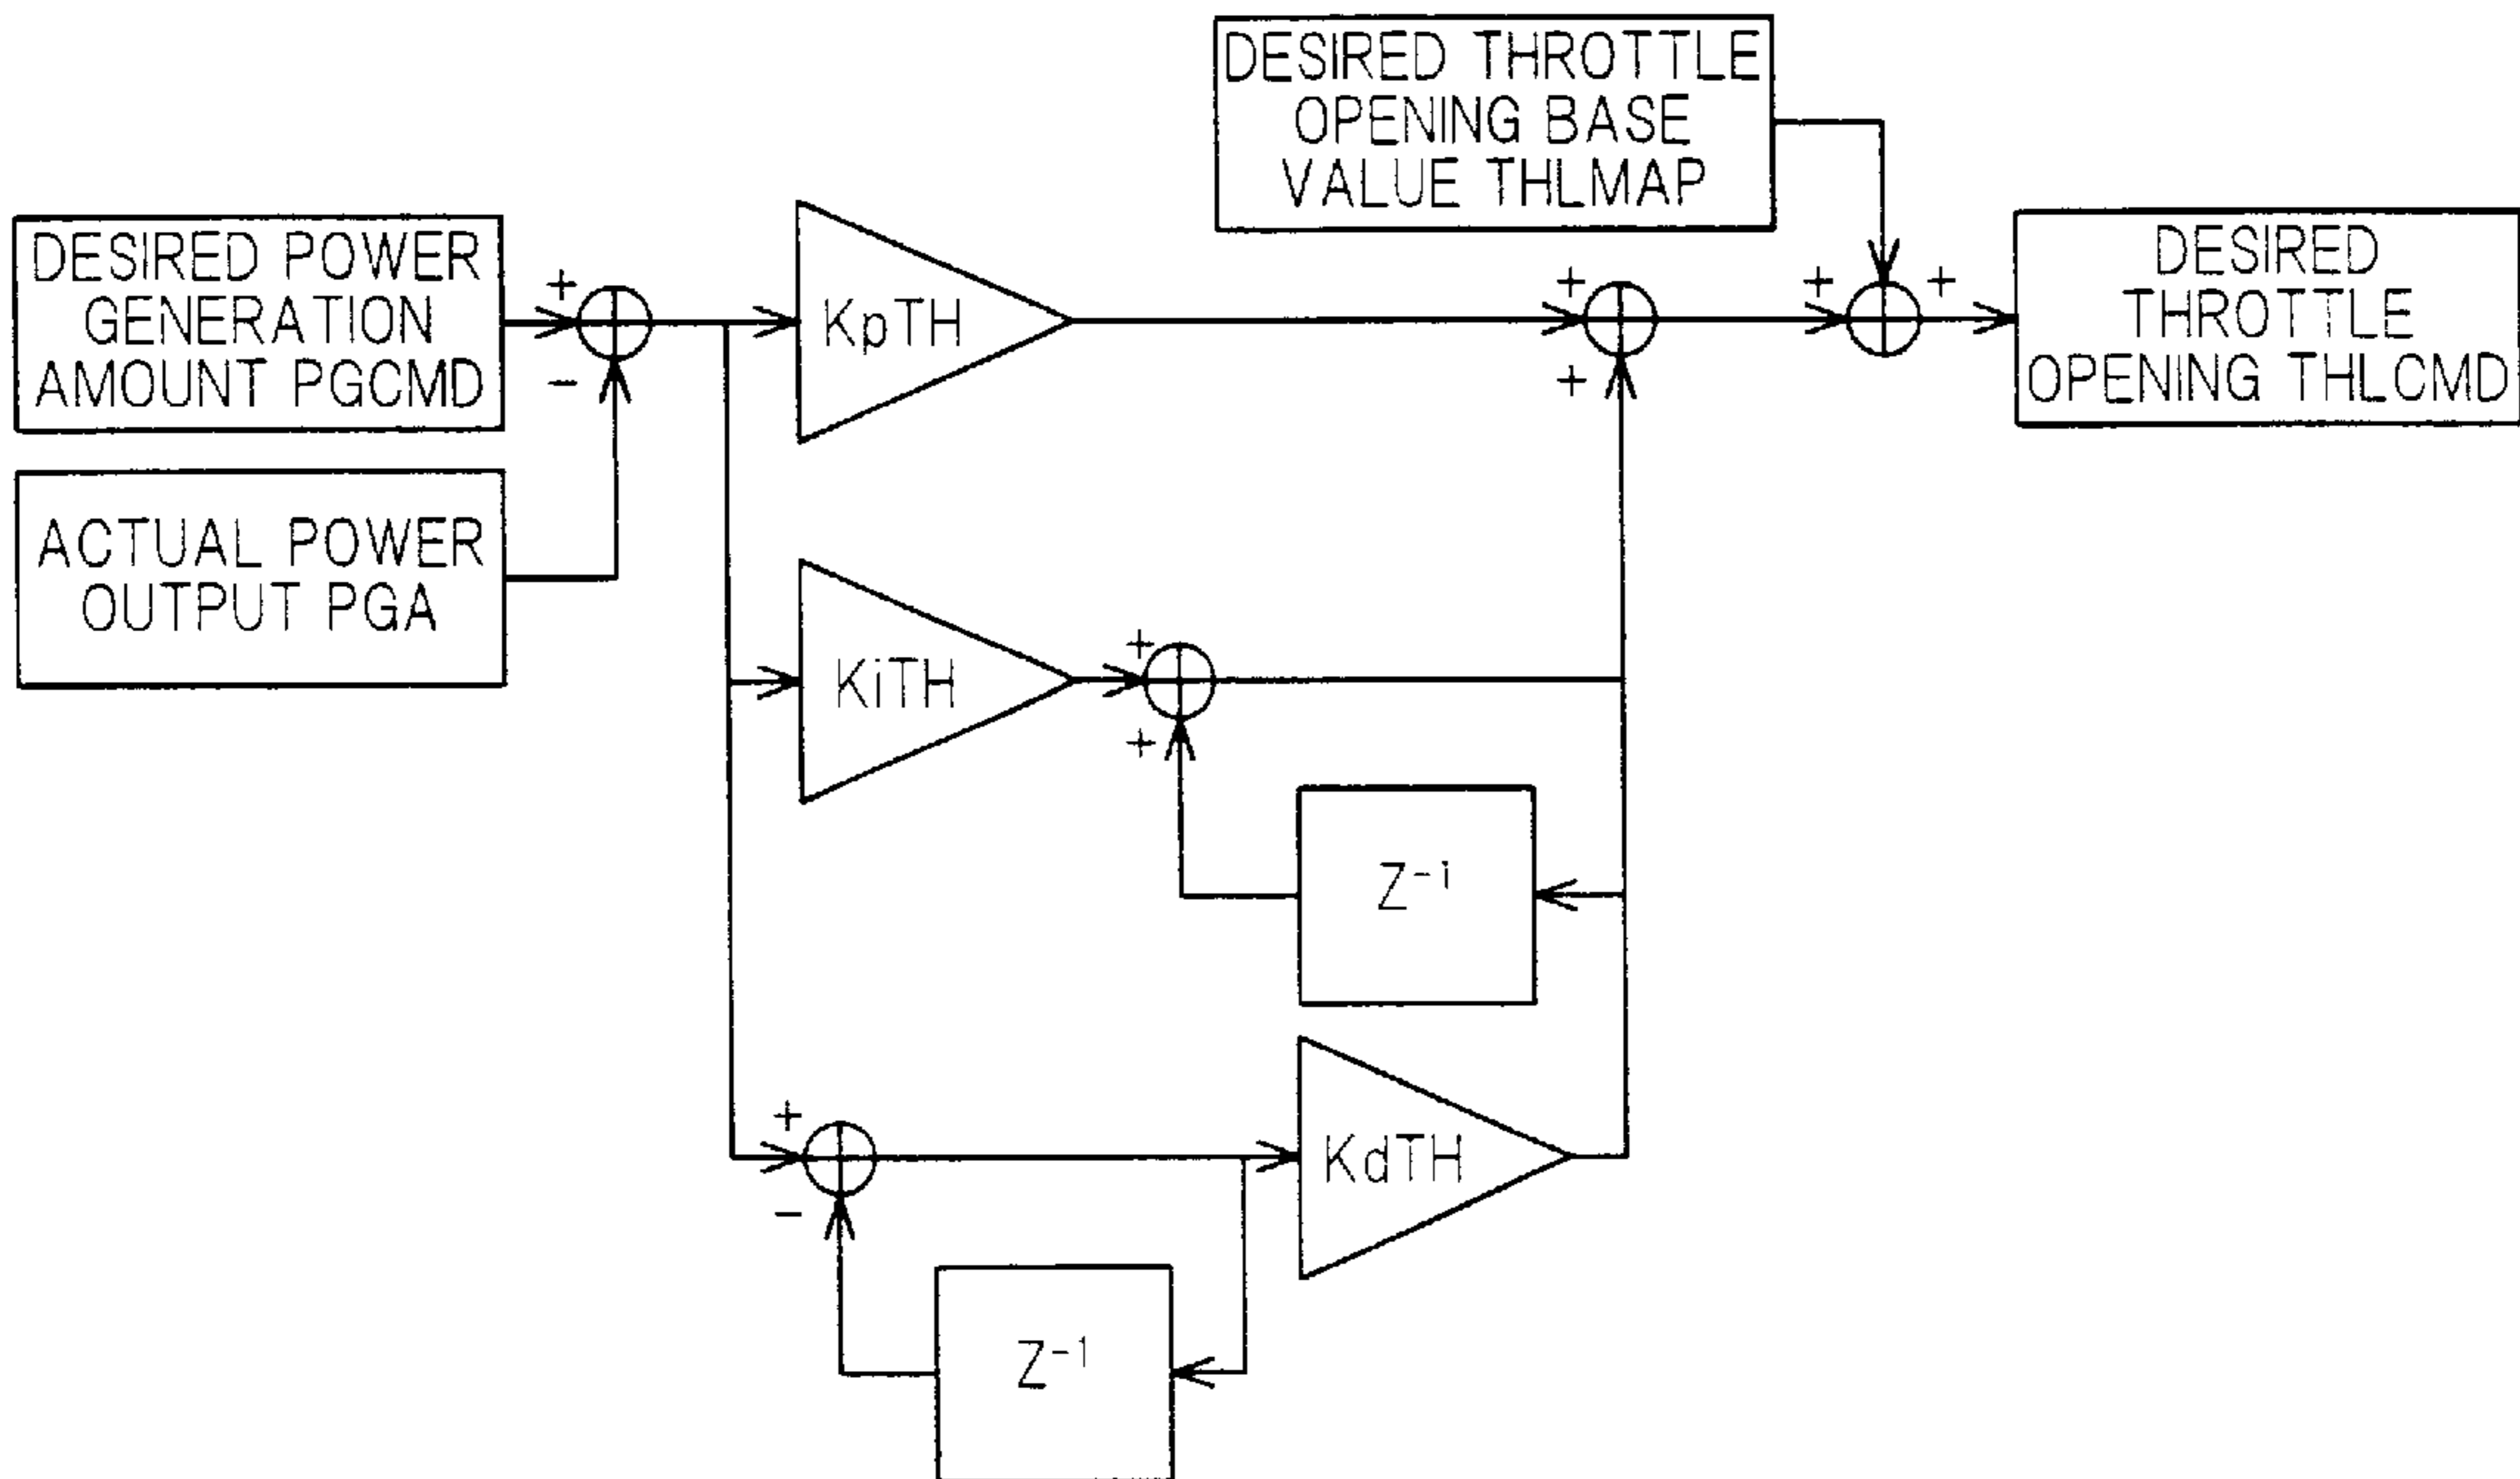 DESIRED THROTTLE
OPENING BASE
VALUE THLMAP
DESIRED POWER
GENERATION
AMOUNT PGCMD
+
-
KpTH
+
+
+
+
DESIRED
THROTTLE
OPENING THLCMD
ACTUAL POWER
OUTPUT PGA
KiTH
+
+
Z⁻ⁱ
+
-
KdTH
Z⁻¹